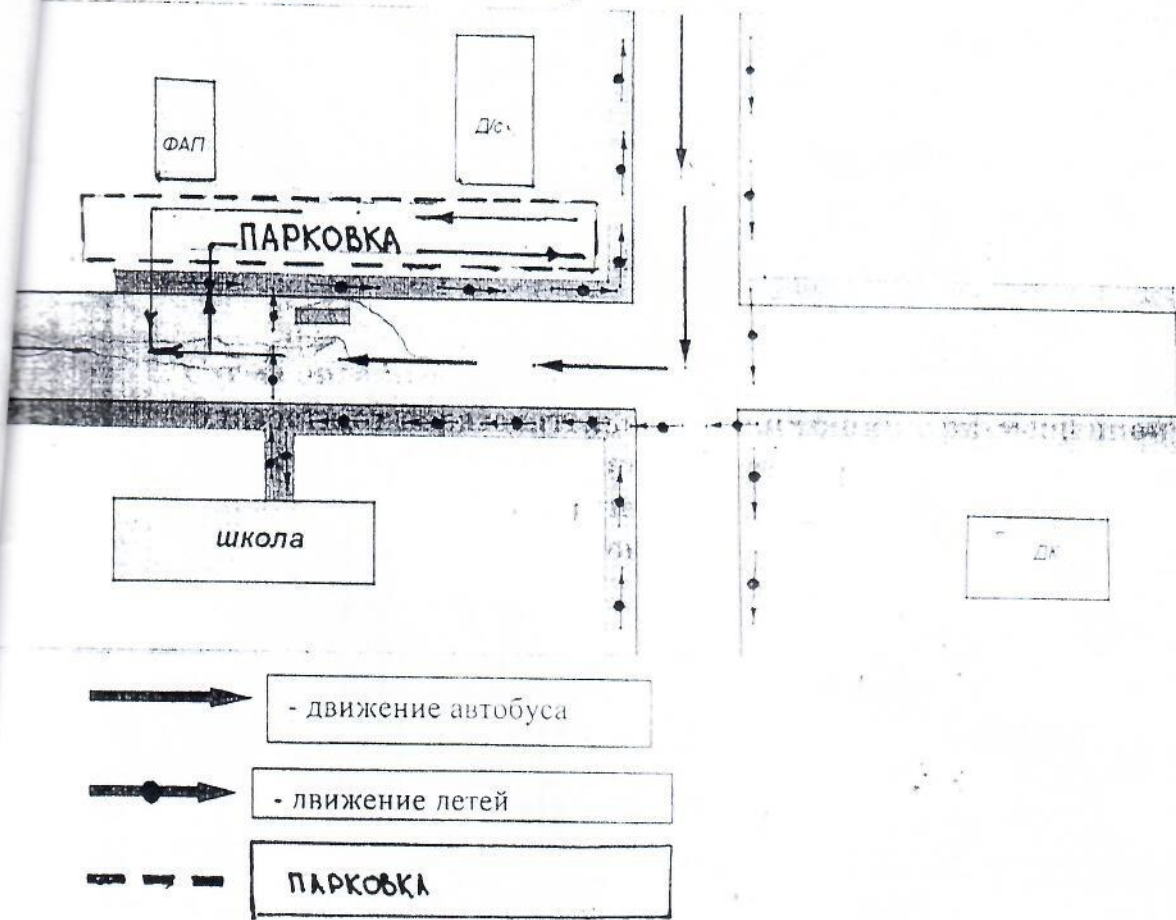 ФАП
Д/с
ПАРКОВКА
школа
ДК
- движение автобуса
- лвижение летей
ПАРКОВКА